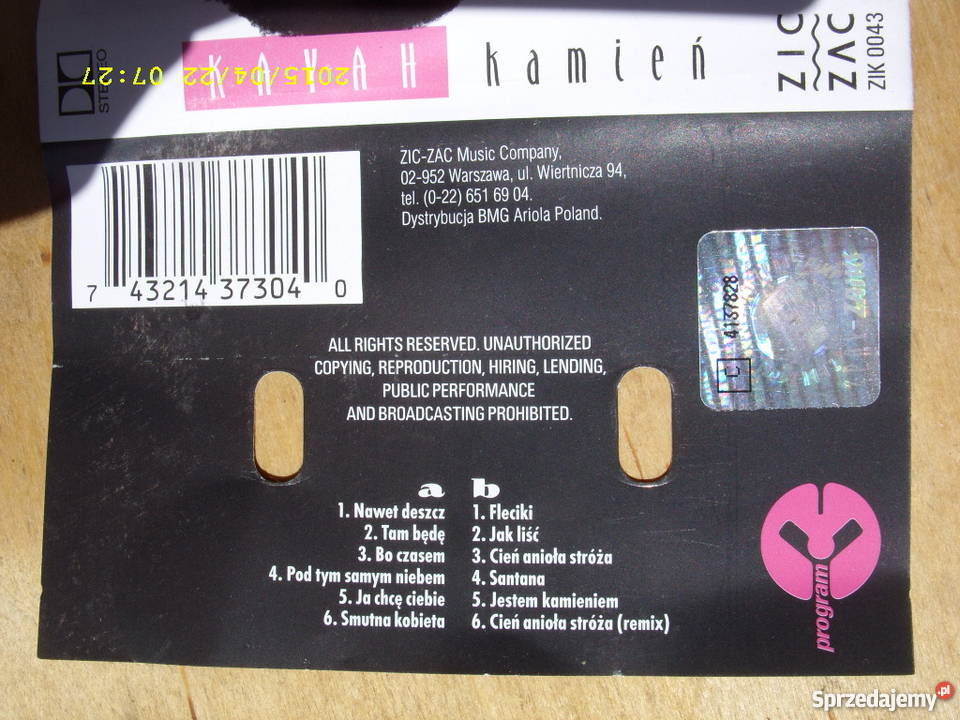 STEREO
KAYAH kamień
ZIC ZAC
ZIK 0043
2015/04/22 07:27
ZIC-ZAC Music Company,
02-952 Warszawa, ul. Wiertnicza 94,
tel. (0-22) 651 69 04.
Dystrybucja BMG Ariola Poland.
7 43214 37304 0
C 4137828
ALL RIGHTS RESERVED. UNAUTHORIZED
COPYING, REPRODUCTION, HIRING, LENDING,
PUBLIC PERFORMANCE
AND BROADCASTING PROHIBITED.
a
1. Nawet deszcz
2. Tam będę
3. Bo czasem
4. Pod tym samym niebem
5. Ja chcę ciebie
6. Smutna kobieta
b
1. Fleciki
2. Jak liść
3. Cień anioła stróża
4. Santana
5. Jestem kamieniem
6. Cień anioła stróża (remix)
program
Sprzedajemy.pl